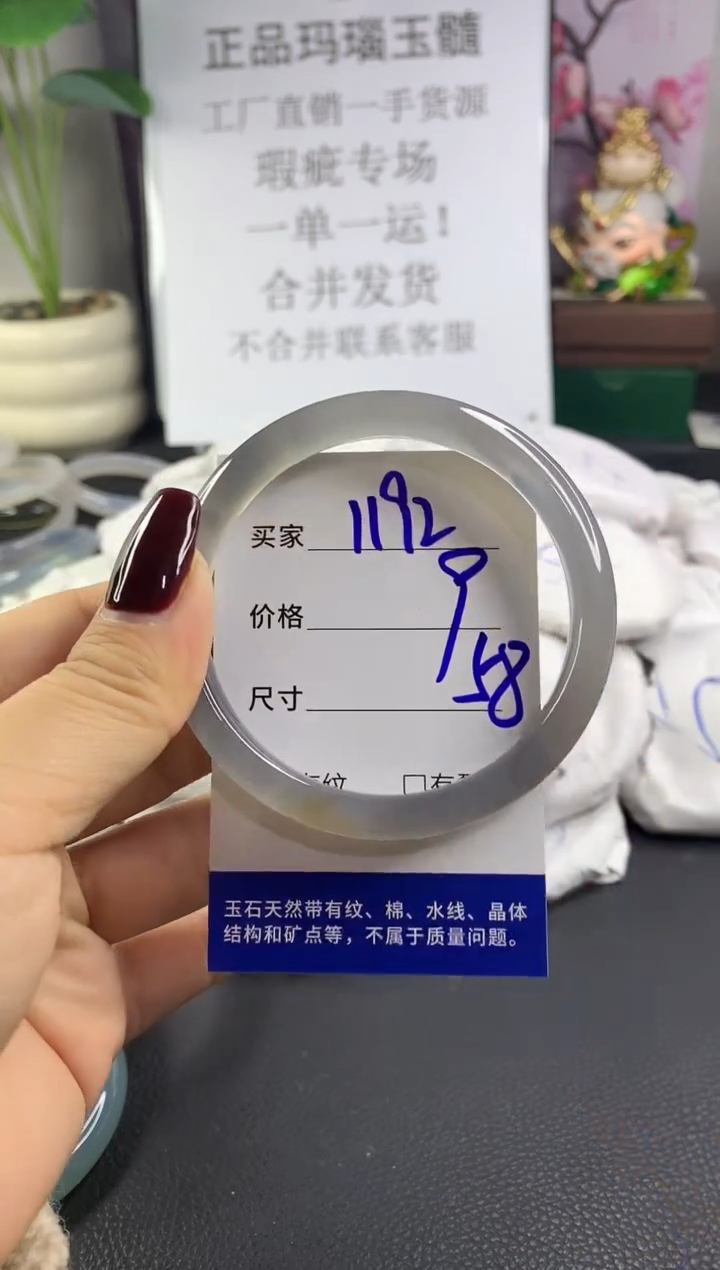 正品玛瑙玉髓
工厂直销一手货源
瑕疵专场
一单一运!
合并发货
不合并联系客服
买家 1192
价格 9
尺寸 58
纹 □有
玉石天然带有纹、棉、水线、晶体
结构和矿点等，不属于质量问题。